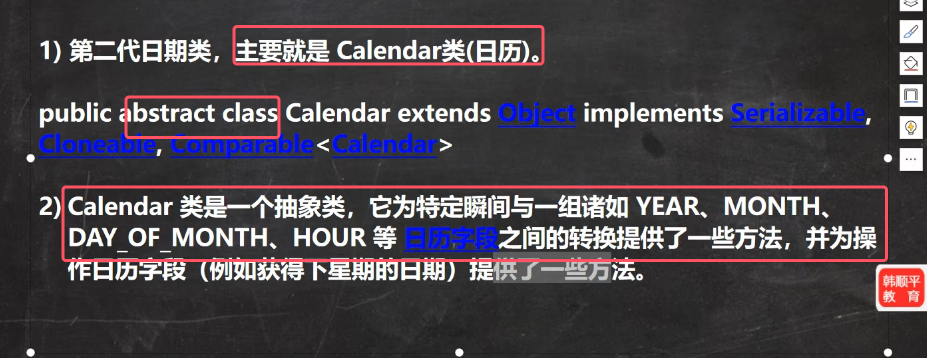 1) 第二代日期类，主要就是 Calendar类(日历)。
public abstract class Calendar extends Object implements Serializable,
Cloneable, Comparable<Calendar>
2) Calendar 类是一个抽象类，它为特定瞬间与一组诸如 YEAR、MONTH、
DAY_OF_MONTH、HOUR 等 日历字段之间的转换提供了一些方法，并为操
作日历字段（例如获得下星期的日期）提供了一些方法。
韩顺平
教 育